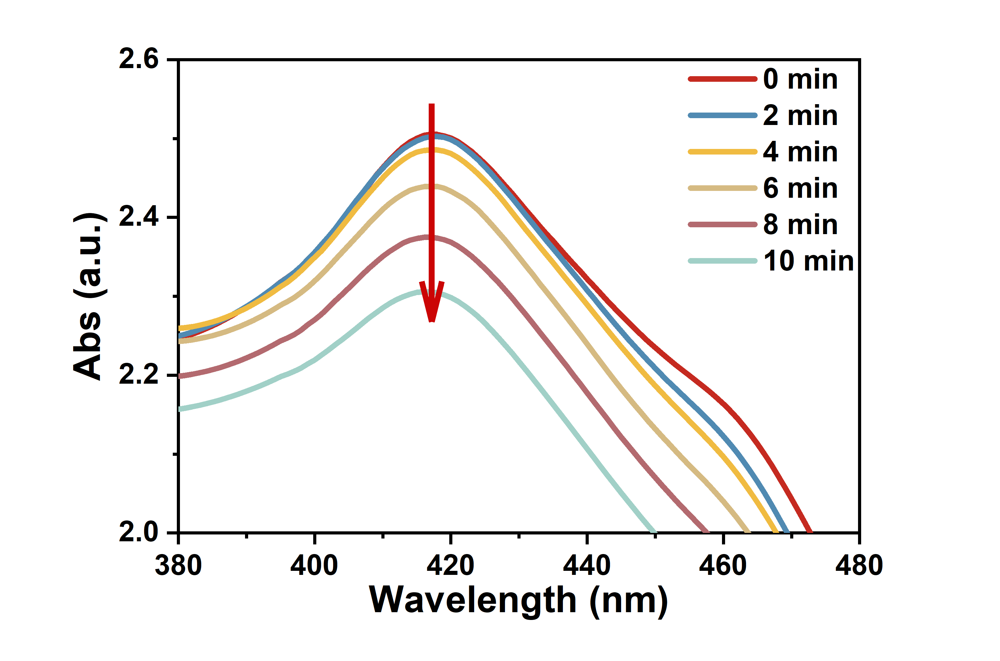 2.6
2.4
2.2
2.0
Abs (a.u.)
0 min
2 min
4 min
6 min
8 min
10 min
380 400 420 440 460 480
Wavelength (nm)